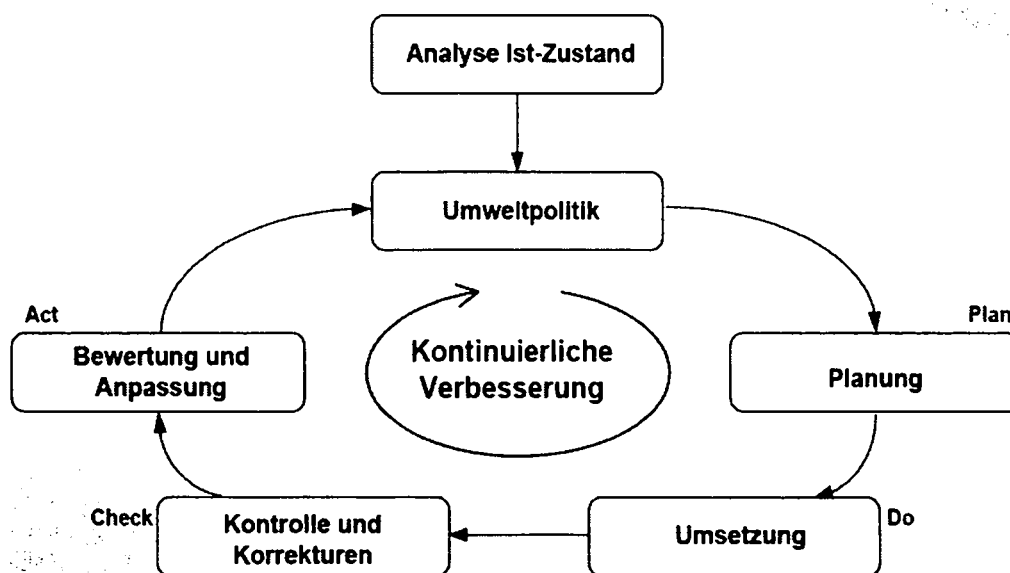 Analyse Ist-Zustand
Umweltpolitik
Act
Plan
Bewertung und
Anpassung
Kontinuierliche
Verbesserung
Planung
Check
Kontrolle und
Korrekturen
Umsetzung
Do